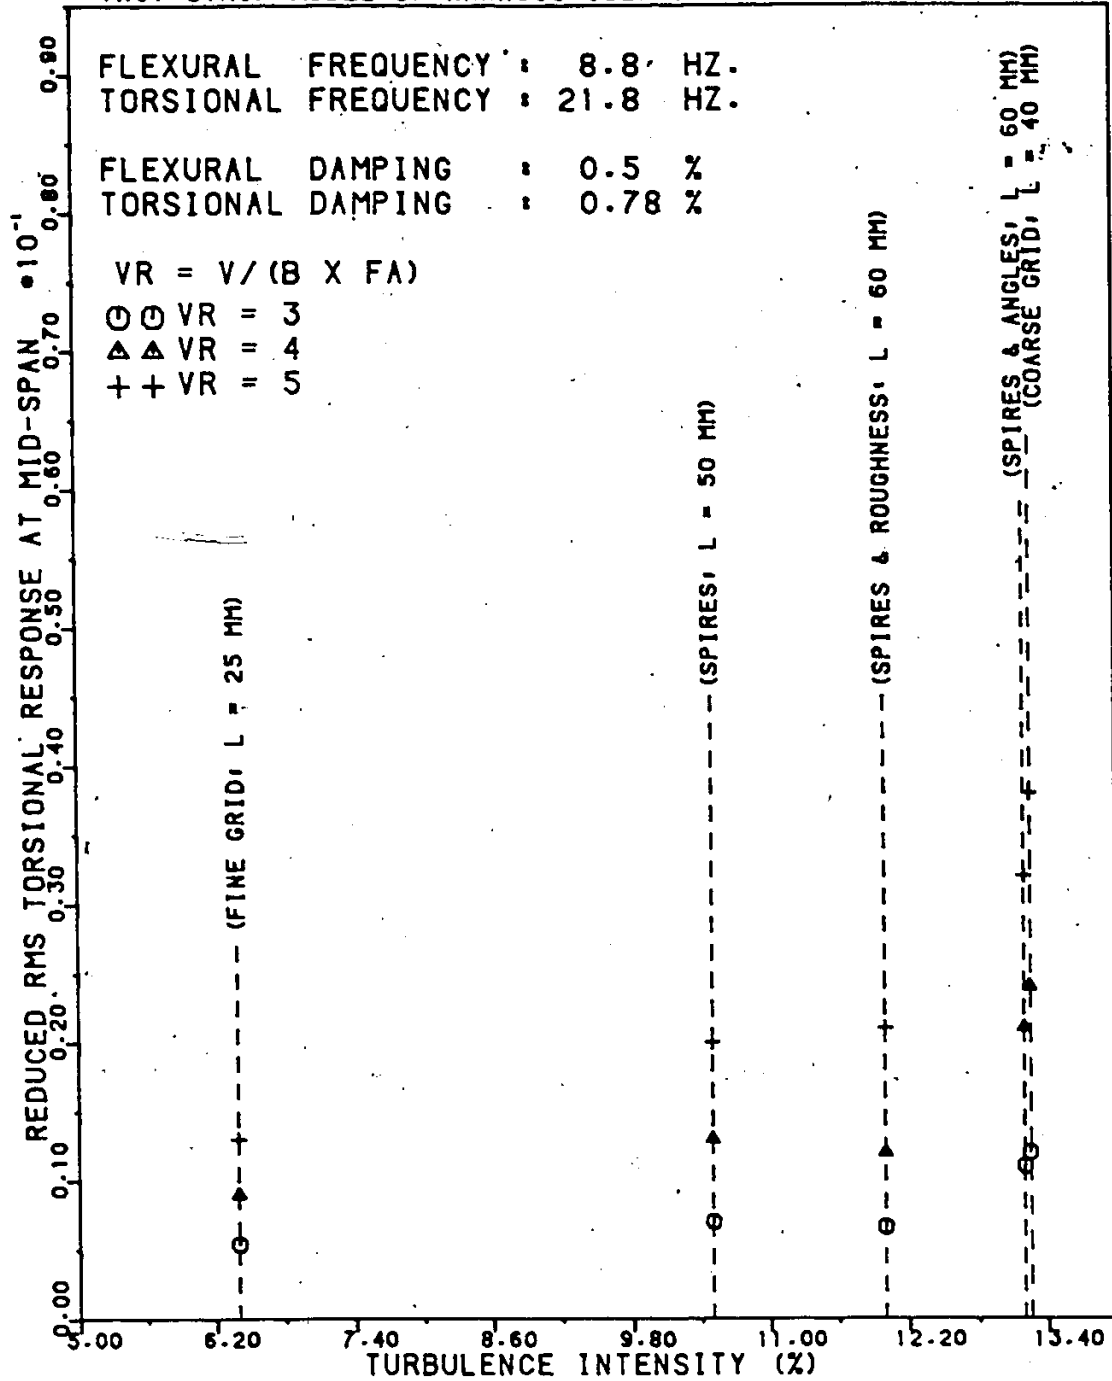 FLEXURAL FREQUENCY : 8.8 HZ.
TORSIONAL FREQUENCY : 21.8 HZ.
FLEXURAL DAMPING : 0.5 %
TORSIONAL DAMPING : 0.78 %
VR = V/(B X FA)
VR = 3
VR = 4
++ VR = 5
REDUCED RMS TORSIONAL RESPONSE AT MID-SPAN *10⁻¹
0.90
0.80
0.70
0.60
0.50
0.40
0.30
0.20
0.10
0.00
(FINE GRID; L = 25 MM)
(SPIRES; L = 50 MM)
(SPIRES & ROUGHNESS; L = 60 MM)
(SPIRES & ANGLES; L = 60 MM)
(COARSE GRID; L = 40 MM)
5.00 6.20 7.40 8.60 9.80 11.00 12.20 13.40
TURBULENCE INTENSITY (%)